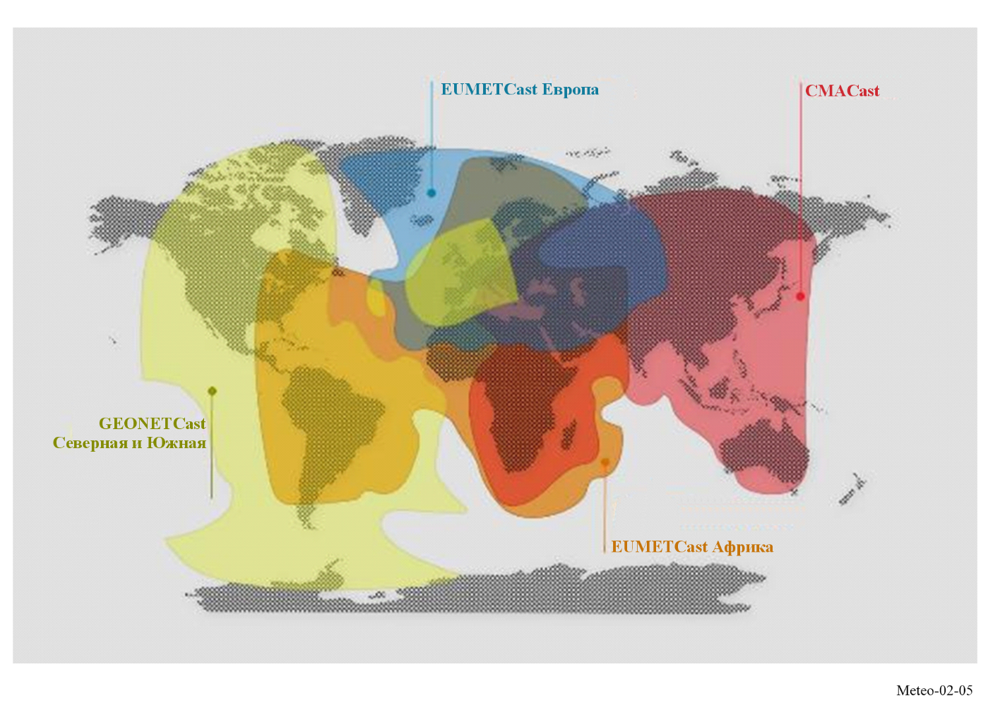 EUMETCast Европа
CMACast
GEONETCast
Северная и Южная
EUMETCast Африка
Meteo-02-05